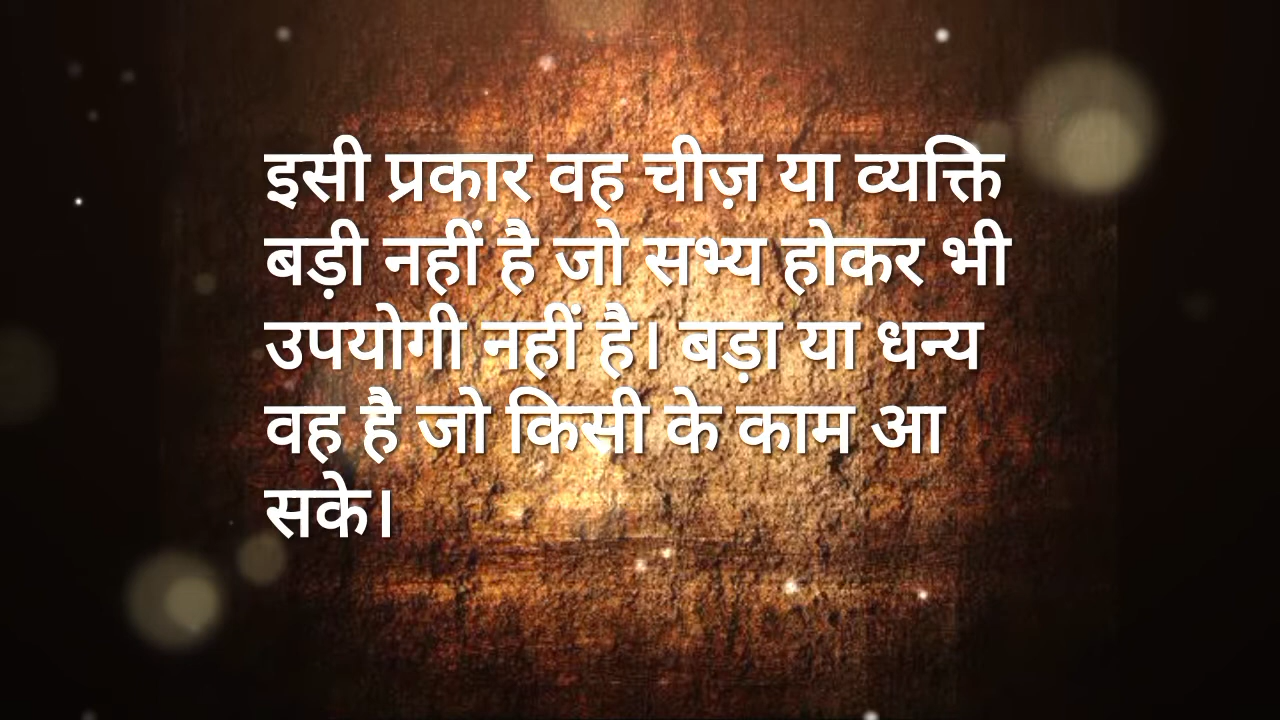 इसी प्रकार वह चीज़ या व्यक्ति
बड़ी नहीं है जो सभ्य होकर भी
उपयोगी नहीं है। बड़ा या धन्य
वह है जो किसी के काम आ
सके।